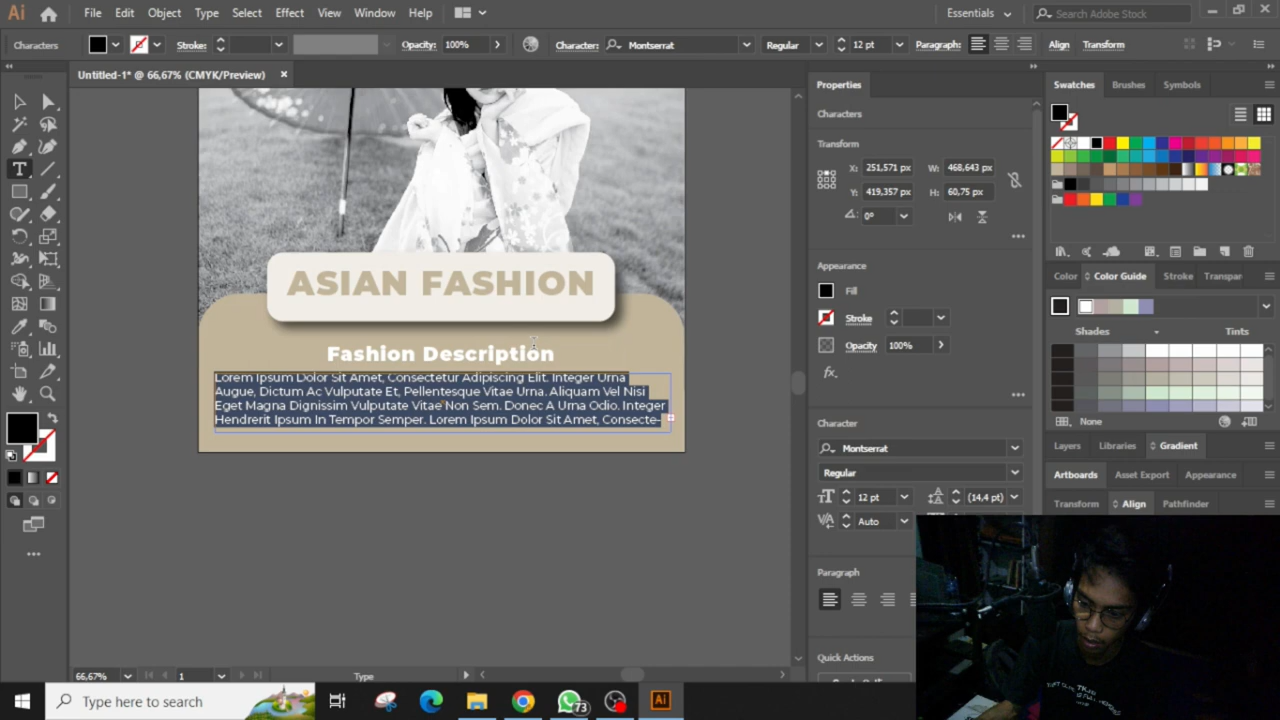 Ai File Edit Object Type Select Effect View Window Help Essentials Search Adobe Stock
Characters Stroke: Opacity: 100% Character: Montserrat Regular 12 pt Paragraph: Align Transform
Untitled-1* @ 66,67% (CMYK/Preview)
ASIAN FASHION
Fashion Description
Lorem Ipsum Dolor Sit Amet, Consectetur Adipiscing Elit. Integer Urna
Augue, Dictum Ac Vulputate Et, Pellentesque Vitae Urna. Aliquam Vel Nisi
Eget Magna Dignissim Vulputate Vitae Non Sem. Donec A Urna Odio. Integer
Hendrerit Ipsum In Tempor Semper. Lorem Ipsum Dolor Sit Amet, Consecte-
66,67% 1 Type
Properties
Characters
Transform
X: 251,571 px W: 468,643 px
Y: 419,357 px H: 60,75 px
0°
Appearance
Fill
Stroke
Opacity 100%
fx.
Character
Montserrat
Regular
12 pt (14,4 pt)
Auto
Paragraph
Quick Actions
Swatches Brushes Symbols
Color Color Guide Stroke Transpar
Shades Tints
None
Layers Libraries Gradient
Artboards Asset Export Appearance
Transform Align Pathfinder
Type here to search
73
Ai